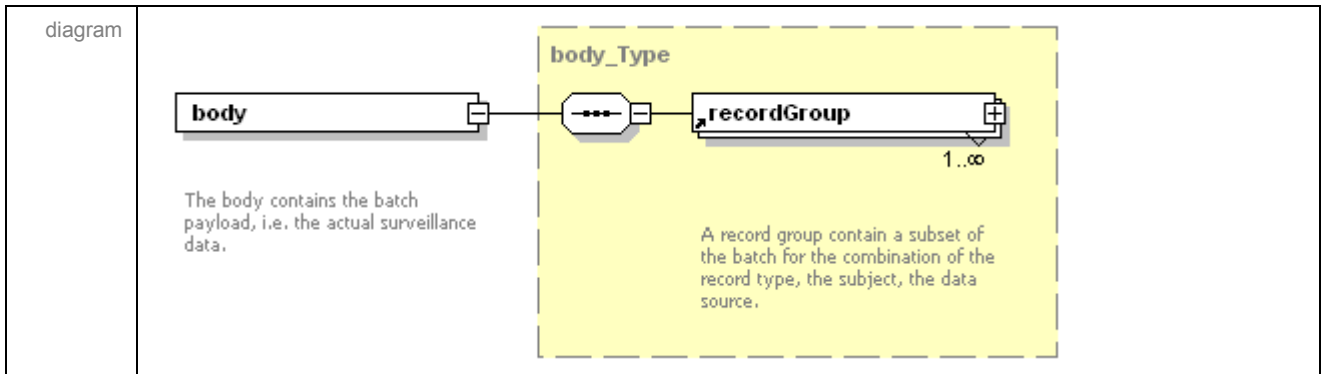 diagram
body_Type
body
recordGroup
1..∞
The body contains the batch
payload, i.e. the actual surveillance
data.
A record group contain a subset of
the batch for the combination of the
record type, the subject, the data
source.